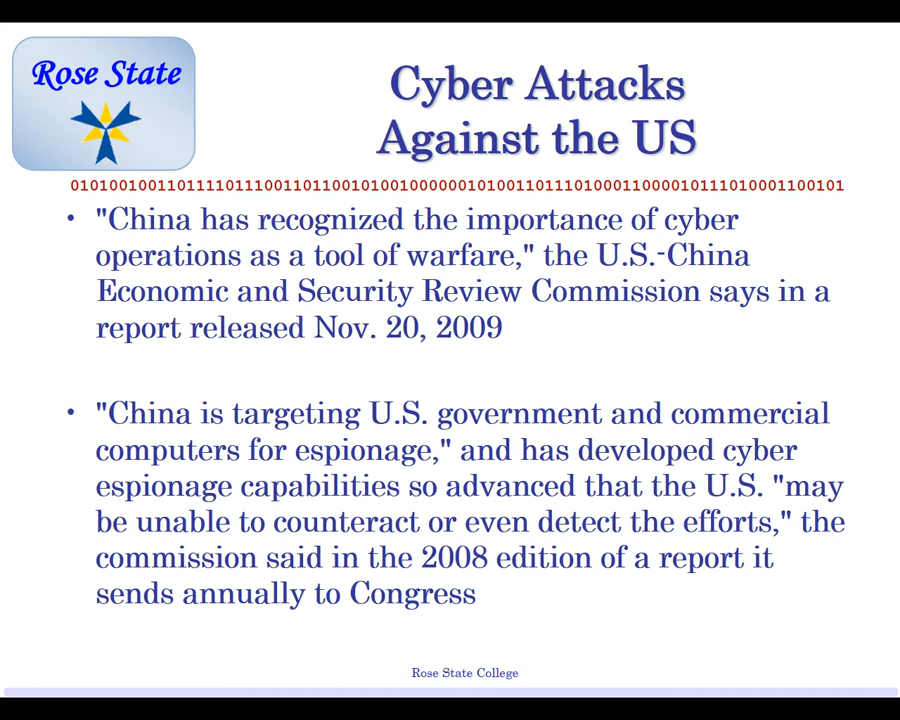 Rose State
Cyber Attacks
Against the US
01010010011011110111001101100101001000000101001101110100011000010111010001100101
• "China has recognized the importance of cyber
operations as a tool of warfare," the U.S.-China
Economic and Security Review Commission says in a
report released Nov. 20, 2009
• "China is targeting U.S. government and commercial
computers for espionage," and has developed cyber
espionage capabilities so advanced that the U.S. "may
be unable to counteract or even detect the efforts," the
commission said in the 2008 edition of a report it
sends annually to Congress
Rose State College